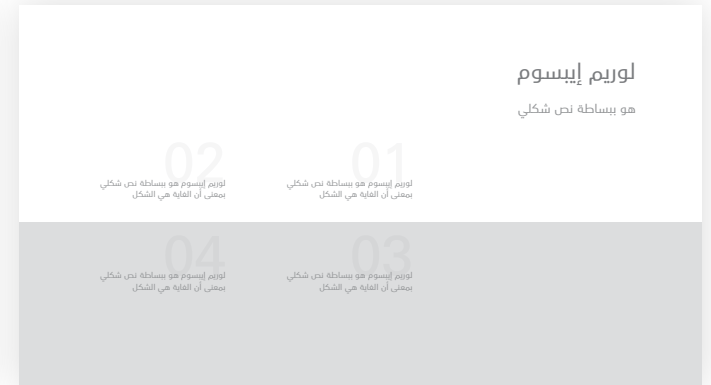 لوريم إيبسوم
هو ببساطة نص شكلي
01
لوريم إيبسوم هو ببساطة نص شكلي
بمعنى أن الغاية هي الشكل
02
لوريم إيبسوم هو ببساطة نص شكلي
بمعنى أن الغاية هي الشكل
03
لوريم إيبسوم هو ببساطة نص شكلي
بمعنى أن الغاية هي الشكل
04
لوريم إيبسوم هو ببساطة نص شكلي
بمعنى أن الغاية هي الشكل